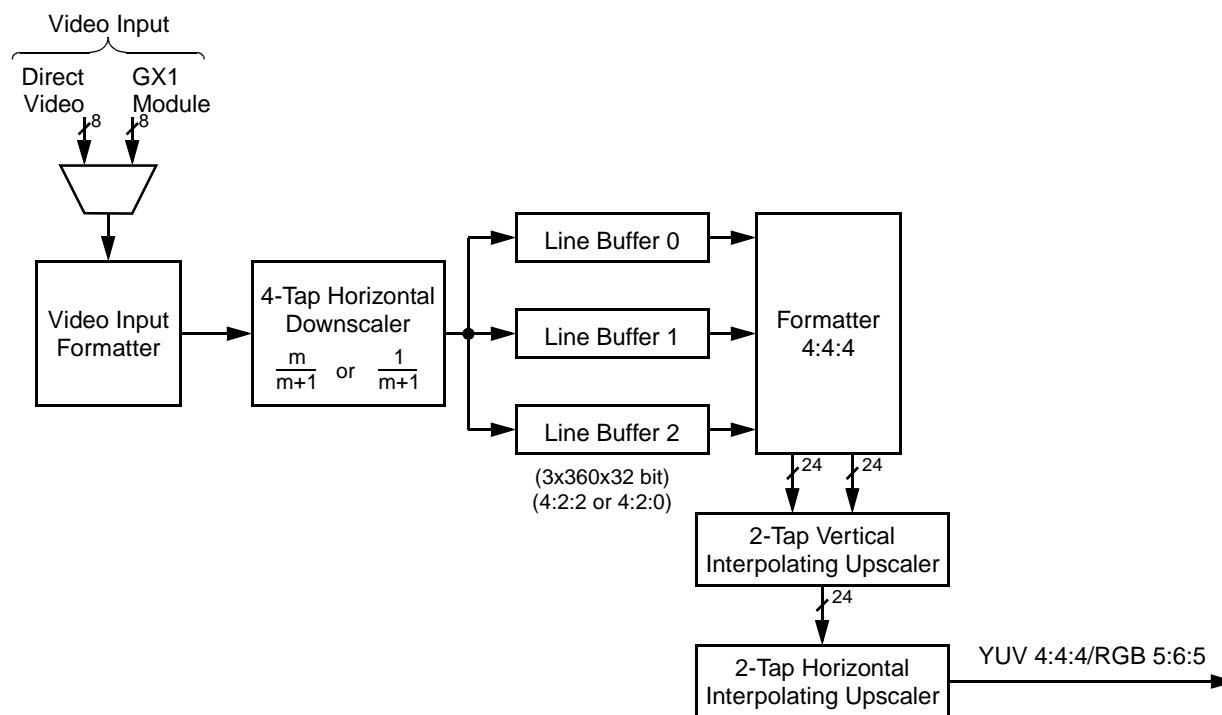 Video Input
Direct
Video
GX1
Module
8
8
Video Input
Formatter
4-Tap Horizontal
Downscaler
m
m+1
or
1
m+1
Line Buffer 0
Line Buffer 1
Line Buffer 2
(3x360x32 bit)
(4:2:2 or 4:2:0)
Formatter
4:4:4
24
24
2-Tap Vertical
Interpolating Upscaler
24
2-Tap Horizontal
Interpolating Upscaler
YUV 4:4:4/RGB 5:6:5